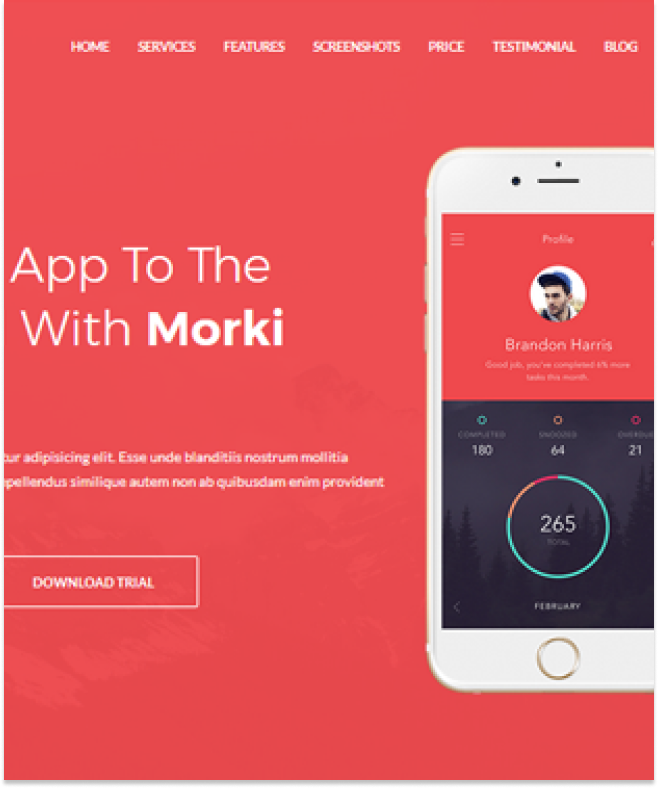 HOME SERVICES FEATURES SCREENSHOTS PRICE TESTIMONIAL BLOG
App To The
With Morki
tur adipisicing elit. Esse unde blanditiis nostrum mollitia
epellendus similique autem non ab quibusdam enim provident
DOWNLOAD TRIAL
Profile
Brandon Harris
Good job, you've completed 6% more
tasks this month.
COMPLETED SNOOZED OVERDUE
180 64 21
265
TOTAL
FEBRUARY